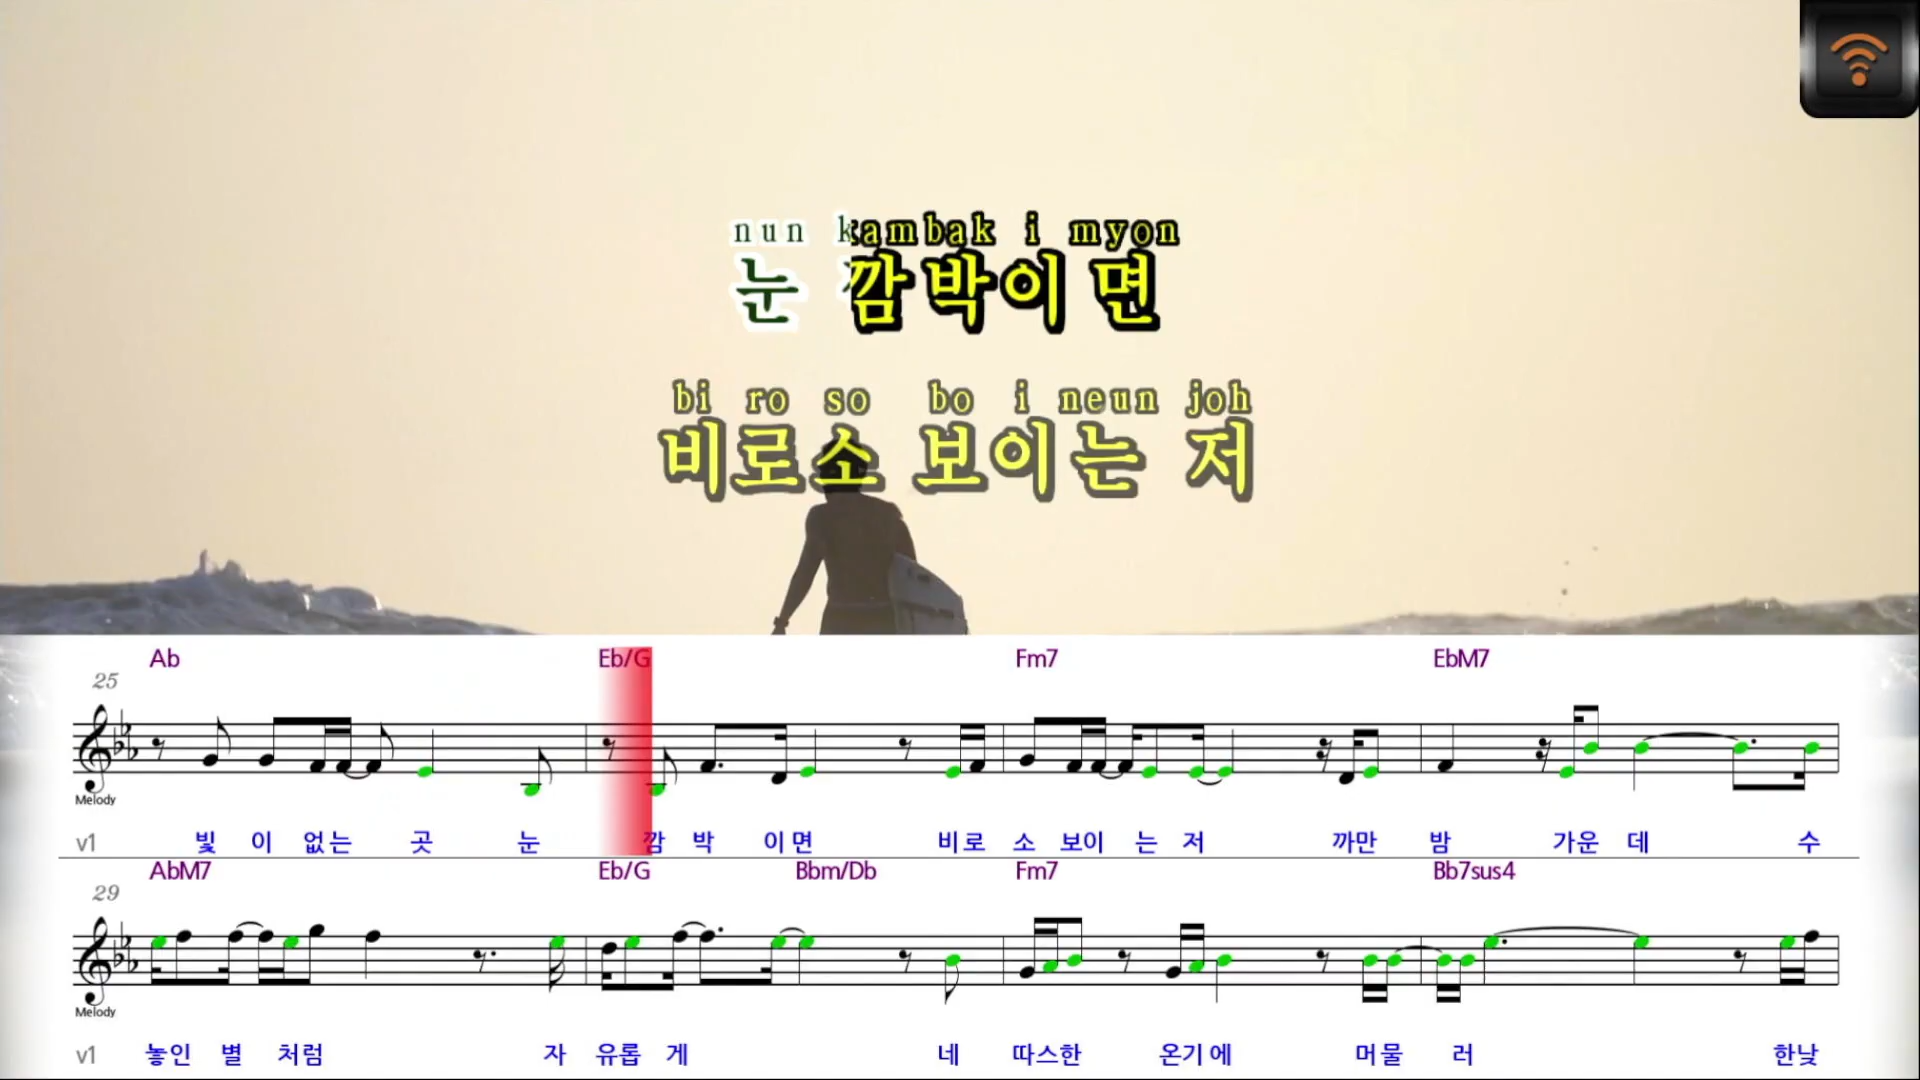 nun kambak i myon
눈 깜박이면
bi ro so bo i neun joh
비로소 보이는 저
Ab Eb/G Fm7 EbM7
25
Melody
v1 빛 이 없는 곳 눈 깜 박 이면 비로 소 보이 는 저 까만 밤 가운 데 수
AbM7 Eb/G Bbm/Db Fm7 Bb7sus4
29
Melody
v1 놓인 별 처럼 자 유롭 게 네 따스한 온기에 머물 러 한낮